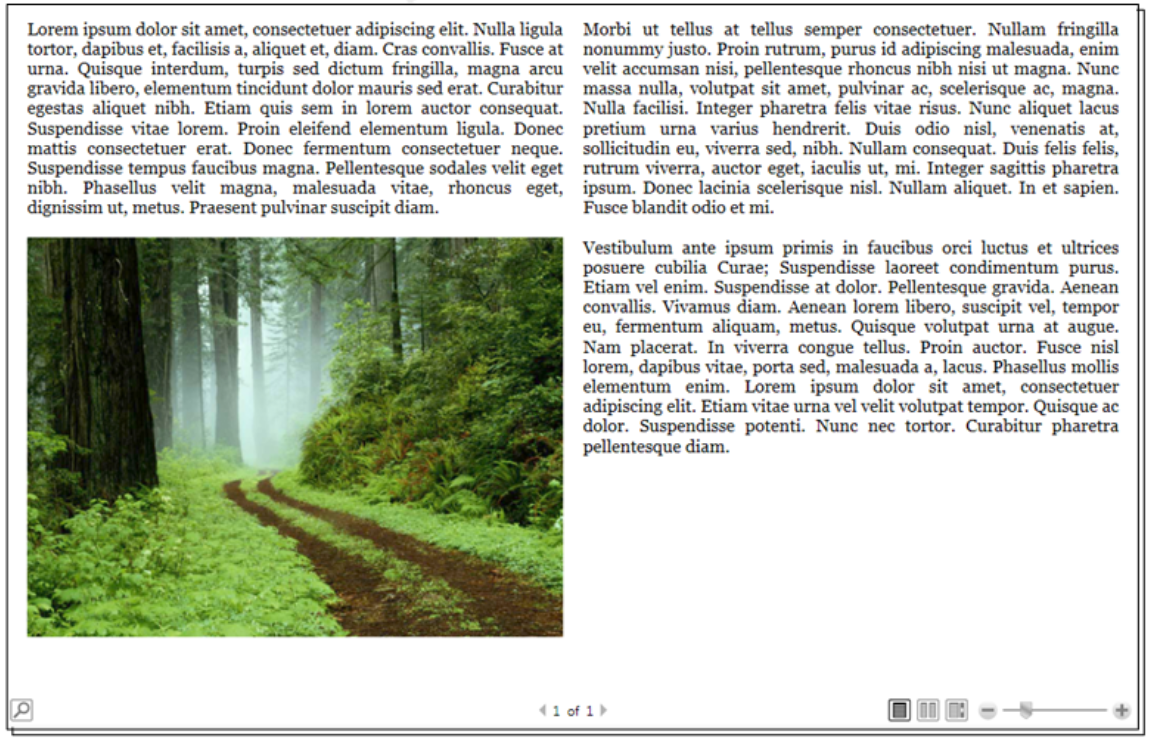 Lorem ipsum dolor sit amet, consectetuer adipiscing elit. Nulla ligula
tortor, dapibus et, facilisis a, aliquet et, diam. Cras convallis. Fusce at
urna. Quisque interdum, turpis sed dictum fringilla, magna arcu
gravida libero, elementum tincidunt dolor mauris sed erat. Curabitur
egestas aliquet nibh. Etiam quis sem in lorem auctor consequat.
Suspendisse vitae lorem. Proin eleifend elementum ligula. Donec
mattis consectetuer erat. Donec fermentum consectetuer neque.
Suspendisse tempus faucibus magna. Pellentesque sodales velit eget
nibh. Phasellus velit magna, malesuada vitae, rhoncus eget,
dignissim ut, metus. Praesent pulvinar suscipit diam.
Morbi ut tellus at tellus semper consectetuer. Nullam fringilla
nonummy justo. Proin rutrum, purus id adipiscing malesuada, enim
velit accumsan nisi, pellentesque rhoncus nibh nisi ut magna. Nunc
massa nulla, volutpat sit amet, pulvinar ac, scelerisque ac, magna.
Nulla facilisi. Integer pharetra felis vitae risus. Nunc aliquet lacus
pretium urna varius hendrerit. Duis odio nisl, venenatis at,
sollicitudin eu, viverra sed, nibh. Nullam consequat. Duis felis felis,
rutrum viverra, auctor eget, iaculis ut, mi. Integer sagittis pharetra
ipsum. Donec lacinia scelerisque nisl. Nullam aliquet. In et sapien.
Fusce blandit odio et mi.
Vestibulum ante ipsum primis in faucibus orci luctus et ultrices
posuere cubilia Curae; Suspendisse laoreet condimentum purus.
Etiam vel enim. Suspendisse at dolor. Pellentesque gravida. Aenean
convallis. Vivamus diam. Aenean lorem libero, suscipit vel, tempor
eu, fermentum aliquam, metus. Quisque volutpat urna at augue.
Nam placerat. In viverra congue tellus. Proin auctor. Fusce nisl
lorem, dapibus vitae, porta sed, malesuada a, lacus. Phasellus mollis
elementum enim. Lorem ipsum dolor sit amet, consectetuer
adipiscing elit. Etiam vitae urna vel velit volutpat tempor. Quisque ac
dolor. Suspendisse potenti. Nunc nec tortor. Curabitur pharetra
pellentesque diam.
1 of 1